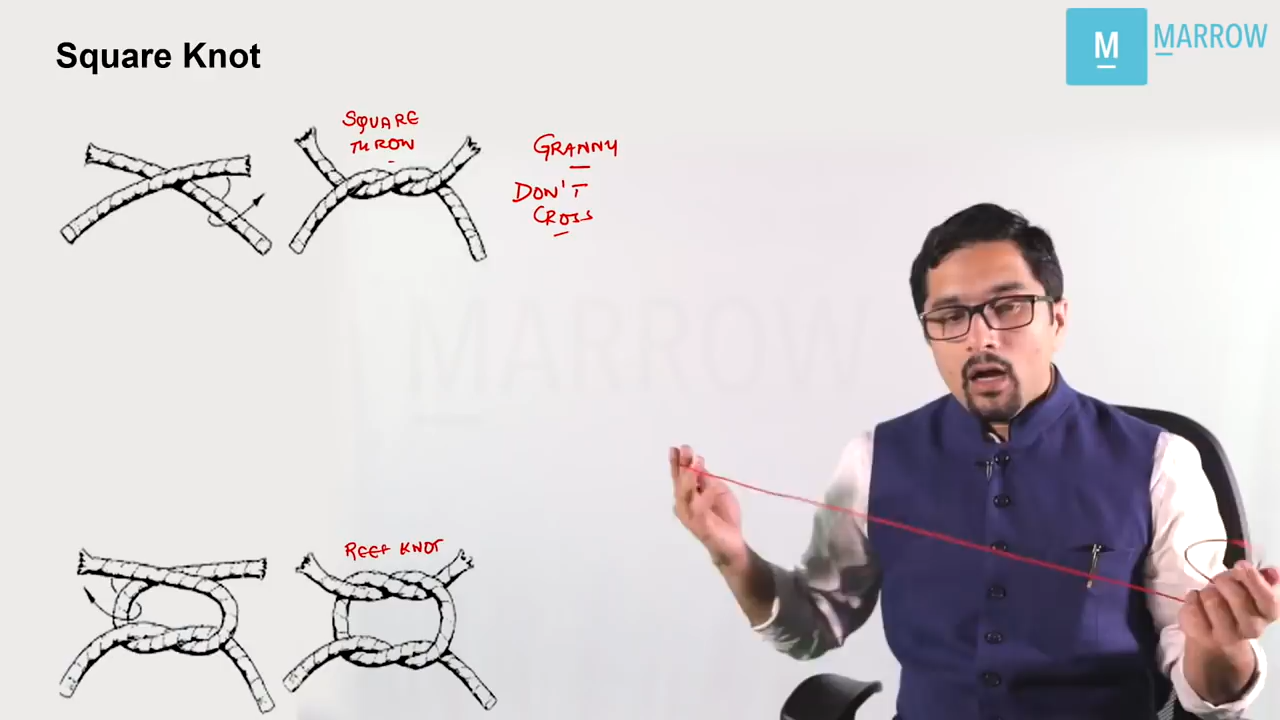 Square Knot
M
MARROW
SQUARE
THROW
GRANNY
DON'T
CROSS
MARROW
REEF KNOT